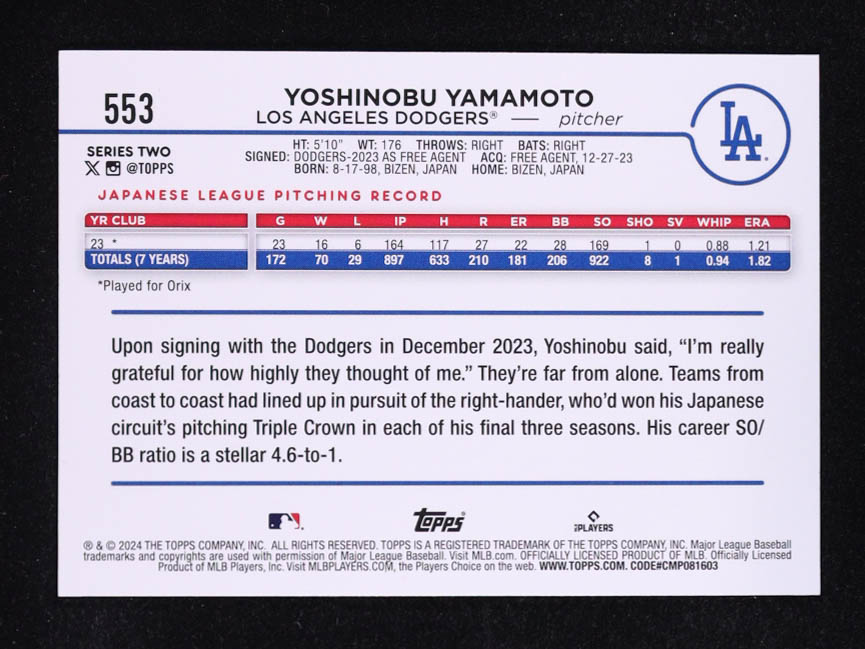 553
YOSHINOBU YAMAMOTO
LOS ANGELES DODGERS® — pitcher
LA
SERIES TWO
@TOPPS
HT: 5'10" WT: 176 THROWS: RIGHT BATS: RIGHT
SIGNED: DODGERS-2023 AS FREE AGENT ACQ: FREE AGENT, 12-27-23
BORN: 8-17-98, BIZEN, JAPAN HOME: BIZEN, JAPAN
JAPANESE LEAGUE PITCHING RECORD
YR CLUB G W L IP H R ER BB SO SHO SV WHIP ERA
23 * 23 16 6 164 117 27 22 28 169 1 0 0.88 1.21
TOTALS (7 YEARS) 172 70 29 897 633 210 181 206 922 8 1 0.94 1.82
*Played for Orix
Upon signing with the Dodgers in December 2023, Yoshinobu said, “I'm really
grateful for how highly they thought of me.” They're far from alone. Teams from
coast to coast had lined up in pursuit of the right-hander, who'd won his Japanese
circuit's pitching Triple Crown in each of his final three seasons. His career SO/
BB ratio is a stellar 4.6-to-1.
Topps®
PLAYERS
® & © 2024 THE TOPPS COMPANY, INC. ALL RIGHTS RESERVED. TOPPS IS A REGISTERED TRADEMARK OF THE TOPPS COMPANY, INC. Major League Baseball
trademarks and copyrights are used with permission of Major League Baseball. Visit MLB.com. OFFICIALLY LICENSED PRODUCT OF MLB. Officially Licensed
Product of MLB Players, Inc. Visit MLBPLAYERS.COM, the Players Choice on the web. WWW.TOPPS.COM. CODE#CMP081603